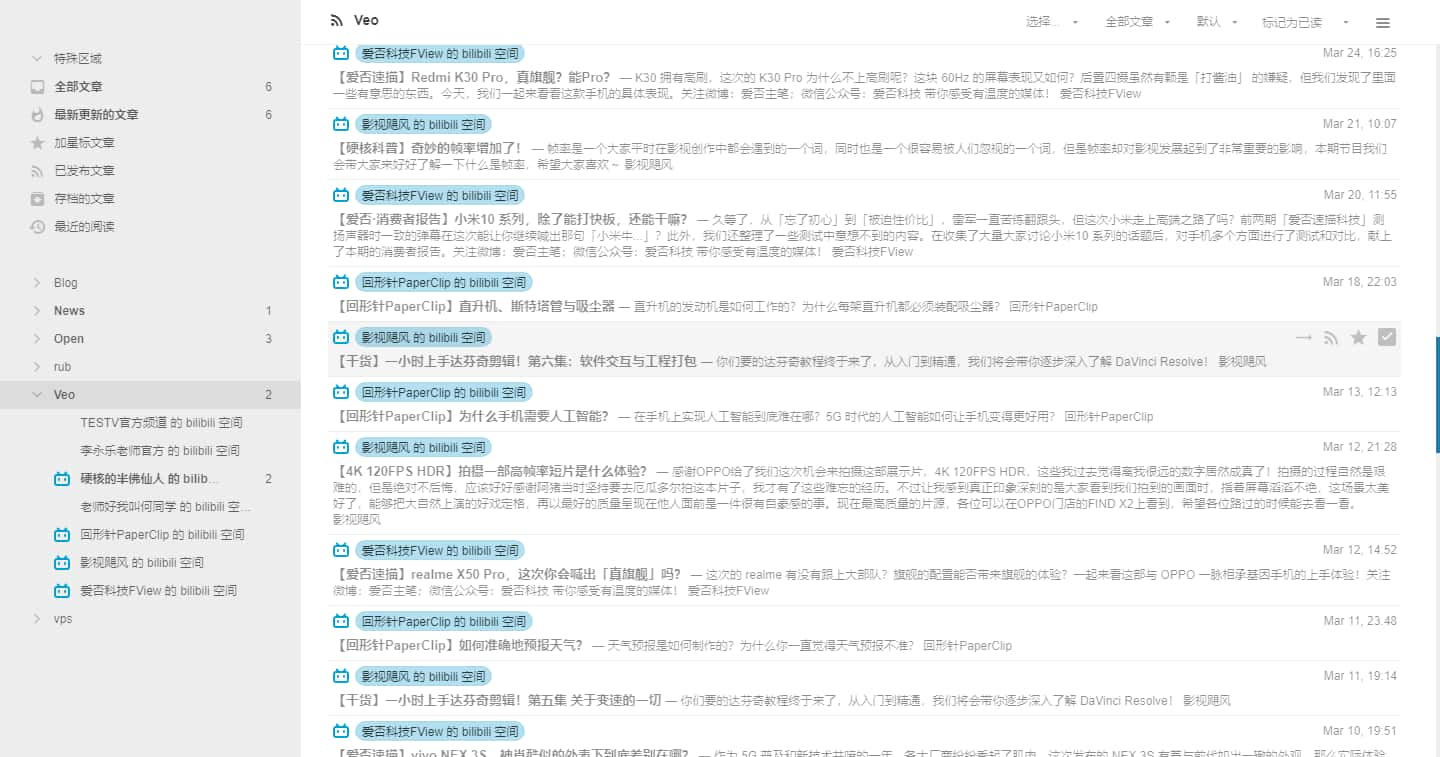 Veo
选择...
全部文章
默认
标记为已读
特殊区域
全部文章 6
最新更新的文章 6
加星标文章
已发布文章
存档的文章
最近的阅读
Blog
News 1
Open 3
rub
Veo 2
TESTV官方频道 的 bilibili 空间
李永乐老师官方 的 bilibili 空间
硬核的半佛仙人 的 bilib... 2
老师好我叫何同学 的 bilibili 空...
回形针PaperClip 的 bilibili 空间
影视飓风 的 bilibili 空间
爱否科技FView 的 bilibili 空间
vps
爱否科技FView 的 bilibili 空间 Mar 24, 16:25
【爱否速描】Redmi K30 Pro，真旗舰？能Pro？ — K30 拥有高刷，这次的 K30 Pro 为什么不上高刷呢？这块 60Hz 的屏幕表现又如何？后置四摄虽然有颗是「打酱油」 的嫌疑，但我们发现了里面
一些有意思的东西。今天，我们一起来看看这款手机的具体表现。关注微博：爱否主笔；微信公众号：爱否科技 带你感受有温度的媒体！ 爱否科技FView
影视飓风 的 bilibili 空间 Mar 21, 10:07
【硬核科普】奇妙的帧率增加了！ — 帧率是一个大家平时在影视创作中都会遇到的一个词，同时也是一个很容易被人们忽视的一个词，但是帧率却对影视发展起到了非常重要的影响，本期节目我们
会带大家来好好了解一下什么是帧率，希望大家喜欢～ 影视飓风
爱否科技FView 的 bilibili 空间 Mar 20, 11:55
【爱否·消费者报告】小米10 系列，除了能打快板，还能干嘛？ — 久等了，从「忘了初心」到「被迫性价比」，雷军一直苦练翻跟头，但这次小米走上高端之路了吗？前两期「爱否速描科技」测
扬声器时一致的弹幕在这次能让你继续喊出那句「小米牛...」？此外，我们还整理了一些测试中意想不到的内容。在收集了大量大家讨论小米10 系列的话题后，对手机多个方面进行了测试和对比，献上
了本期的消费者报告。关注微博：爱否主笔；微信公众号：爱否科技 带你感受有温度的媒体！ 爱否科技FView
回形针PaperClip 的 bilibili 空间 Mar 18, 22:03
【回形针PaperClip】直升机、斯特塔管与吸尘器 — 直升机的发动机是如何工作的？为什么每架直升机都必须装配吸尘器？ 回形针PaperClip
影视飓风 的 bilibili 空间
【干货】一小时上手达芬奇剪辑！第六集：软件交互与工程打包 — 你们要的达芬奇教程终于来了，从入门到精通，我们将会带你逐步深入了解 DaVinci Resolve！ 影视飓风
回形针PaperClip 的 bilibili 空间 Mar 13, 12:13
【回形针PaperClip】为什么手机需要人工智能？ — 在手机上实现人工智能到底难在哪？5G 时代的人工智能如何让手机变得更好用？ 回形针PaperClip
影视飓风 的 bilibili 空间 Mar 12, 21:28
【4K 120FPS HDR】拍摄一部高帧率短片是什么体验？ — 感谢OPPO给了我们这次机会来拍摄这部展示片，4K 120FPS HDR，这些我过去觉得离我很远的数字居然成真了！拍摄的过程自然是艰
难的，但是绝对不后悔，应该好好感谢阿猪当时坚持要去厄瓜多尔拍这本片子，我才有了这些难忘的经历。不过让我感到真正印象深刻的是大家看到我们拍到的画面时，指着屏幕滔滔不绝，这场景太美
好了，能够把大自然上演的好戏定格，再以最好的质量呈现在他人面前是一件很有自豪感的事。现在最高质量的片源，各位可以在OPPO门店的FIND X2上看到，希望各位路过的时候能去看一看。
影视飓风
爱否科技FView 的 bilibili 空间 Mar 12, 14:52
【爱否速描】realme X50 Pro，这次你会喊出「真旗舰」吗？ — 这次的 realme 有没有跟上大部队？旗舰的配置能否带来旗舰的体验？一起来看这部与 OPPO 一脉相承基因手机的上手体验！关注
微博：爱否主笔；微信公众号：爱否科技 带你感受有温度的媒体！ 爱否科技FView
回形针PaperClip 的 bilibili 空间 Mar 11, 23:48
【回形针PaperClip】如何准确地预报天气？ — 天气预报是如何制作的？为什么你一直觉得天气预报不准？ 回形针PaperClip
影视飓风 的 bilibili 空间 Mar 11, 19:14
【干货】一小时上手达芬奇剪辑！第五集 关于变速的一切 — 你们要的达芬奇教程终于来了，从入门到精通，我们将会带你逐步深入了解 DaVinci Resolve！ 影视飓风
爱否科技FView 的 bilibili 空间 Mar 10, 19:51